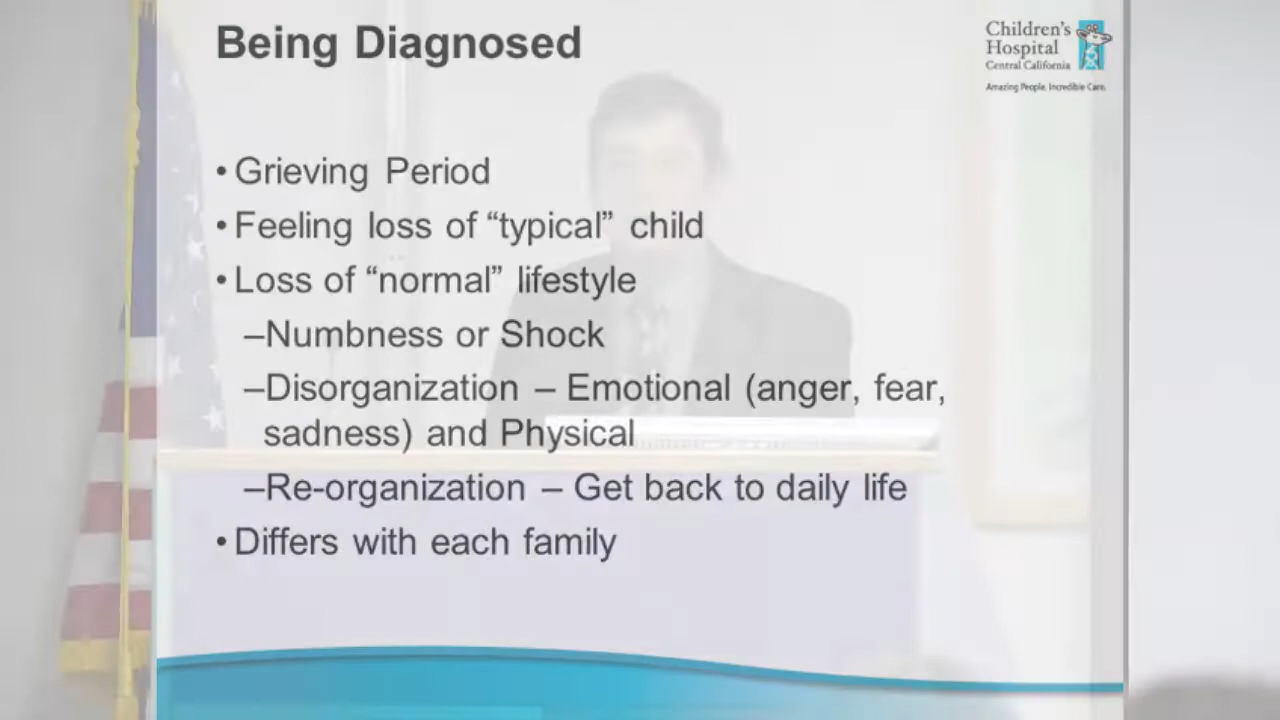 Being Diagnosed
Children's
Hospital
Central California
Amazing People. Incredible Care.
• Grieving Period
• Feeling loss of “typical” child
• Loss of “normal” lifestyle
–Numbness or Shock
–Disorganization – Emotional (anger, fear,
sadness) and Physical
–Re-organization – Get back to daily life
• Differs with each family